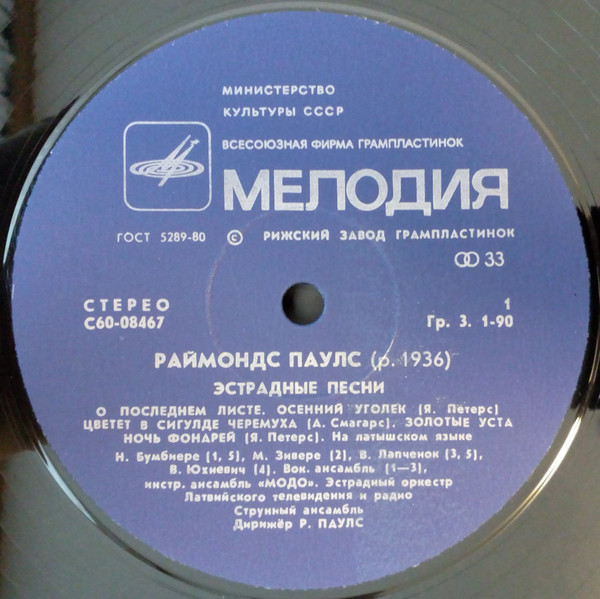 МИНИСТЕРСТВО
КУЛЬТУРЫ СССР
ВСЕСОЮЗНАЯ ФИРМА ГРАМПЛАСТИНОК
МЕЛОДИЯ
ГОСТ 5289-80 © РИЖСКИЙ ЗАВОД ГРАМПЛАСТИНОК
33
СТЕРЕО 1
С60-08467 Гр. 3. 1-90
РАЙМОНДС ПАУЛС (р. 1936)
ЭСТРАДНЫЕ ПЕСНИ
О ПОСЛЕДНЕМ ЛИСТЕ. ОСЕННИЙ УГОЛЕК (Я. Петерс)
ЦВЕТЕТ В СИГУЛДЕ ЧЕРЕМУХА (А. Смагарс). ЗОЛОТЫЕ УСТА
НОЧЬ ФОНАРЕЙ (Я. Петерс). На латышском языке
Н. Бумбиере (1, 5), М. Зивере (2), В. Лапченок (3, 5),
В. Юхиевич (4). Вок. ансамбль (1—3),
инстр. ансамбль «МОДО». Эстрадный оркестр
Латвийского телевидения и радио
Струнный ансамбль
Дирижёр Р. ПАУЛС